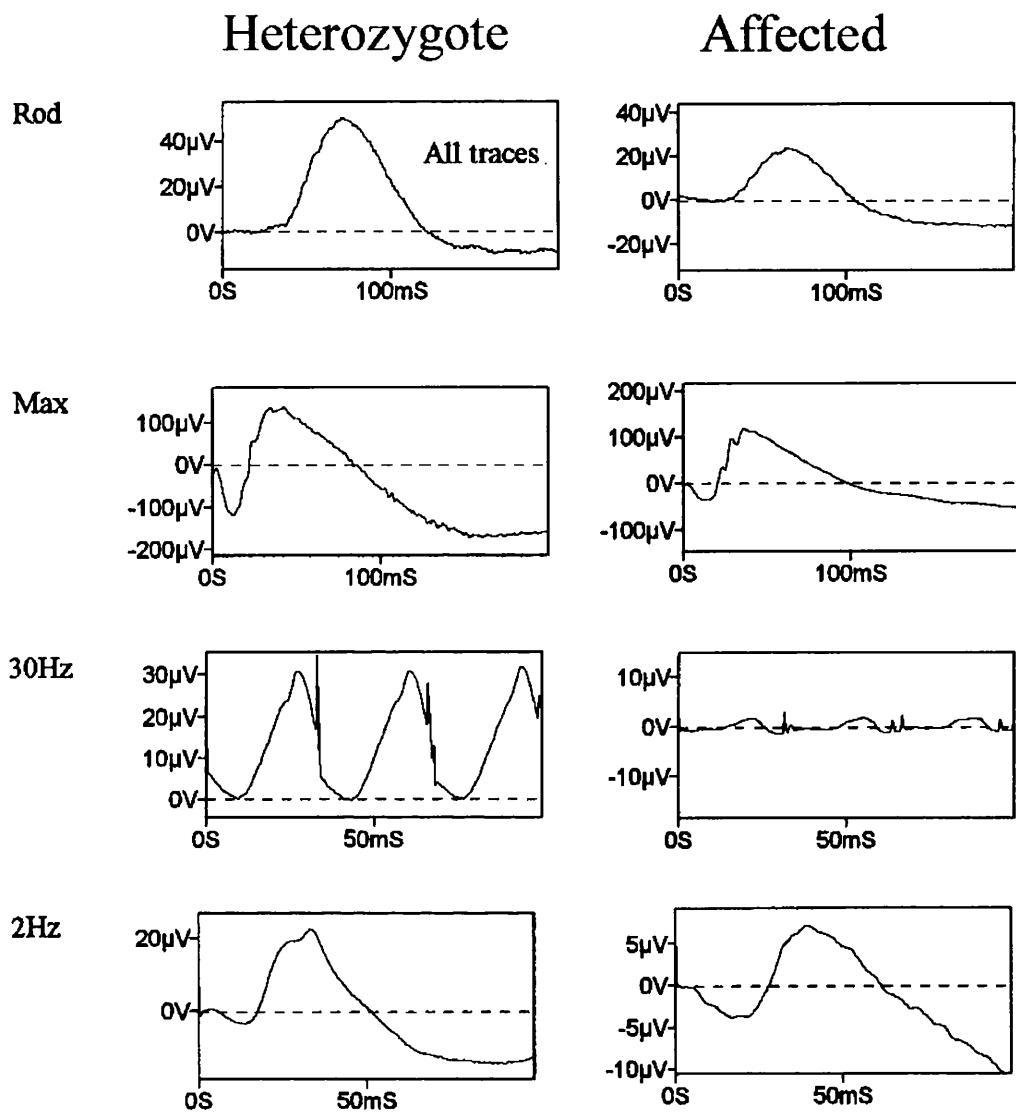 Heterozygote Affected
Rod
40µV
20µV
0V
All traces
0S 100mS
40µV
20µV
0V
-20µV
0S 100mS
Max
100µV
0V
-100µV
-200µV
0S 100mS
200µV
100µV
0V
-100µV
0S 100mS
30Hz
30µV
20µV
10µV
0V
0S 50mS
10µV
0V
-10µV
0S 50mS
2Hz
20µV
0V
0S 50mS
5µV
0V
-5µV
-10µV
0S 50mS